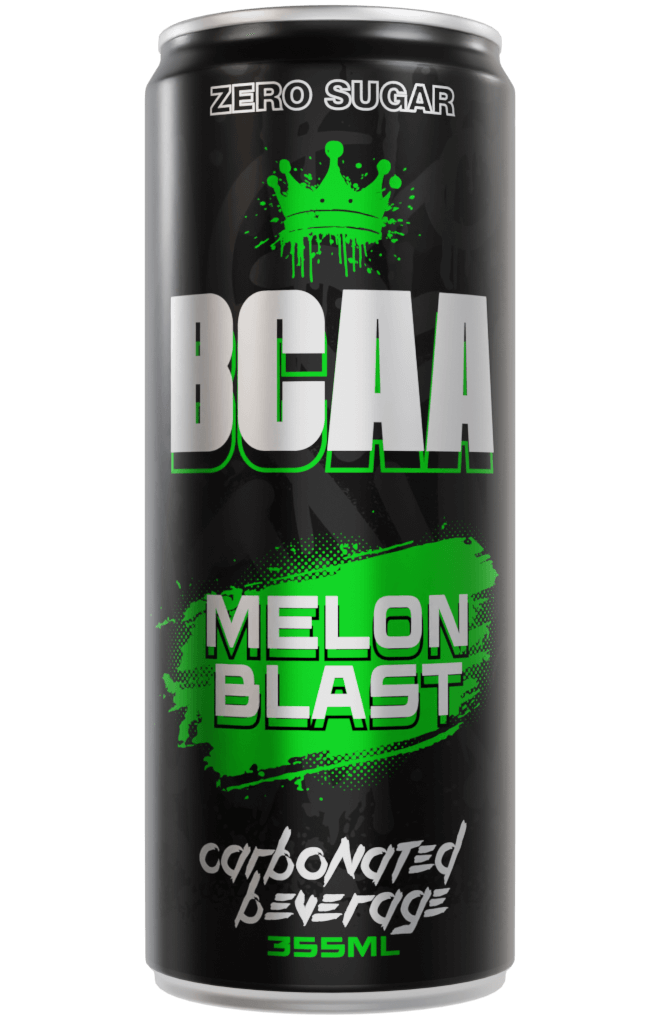 ZERO SUGAR
BCAA
MELON
BLAST
carboNaTed
beverage
355ML